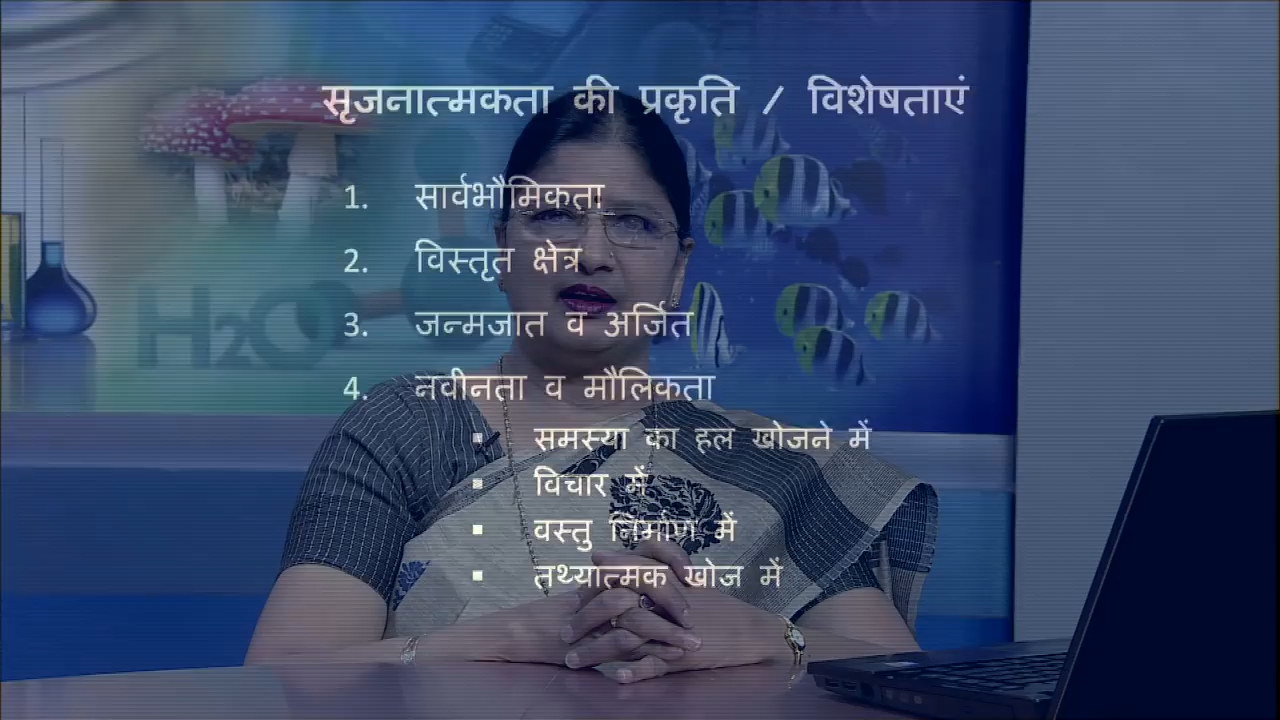 सृजनात्मकता की प्रकृति / विशेषताएं
1. सार्वभौमिकता
2. विस्तृत क्षेत्र
3. जन्मजात व अर्जित
4. नवीनता व मौलिकता
▪ समस्या का हल खोजने में
▪ विचार में
▪ वस्तु निर्माण में
▪ तथ्यात्मक खोज में
H2O